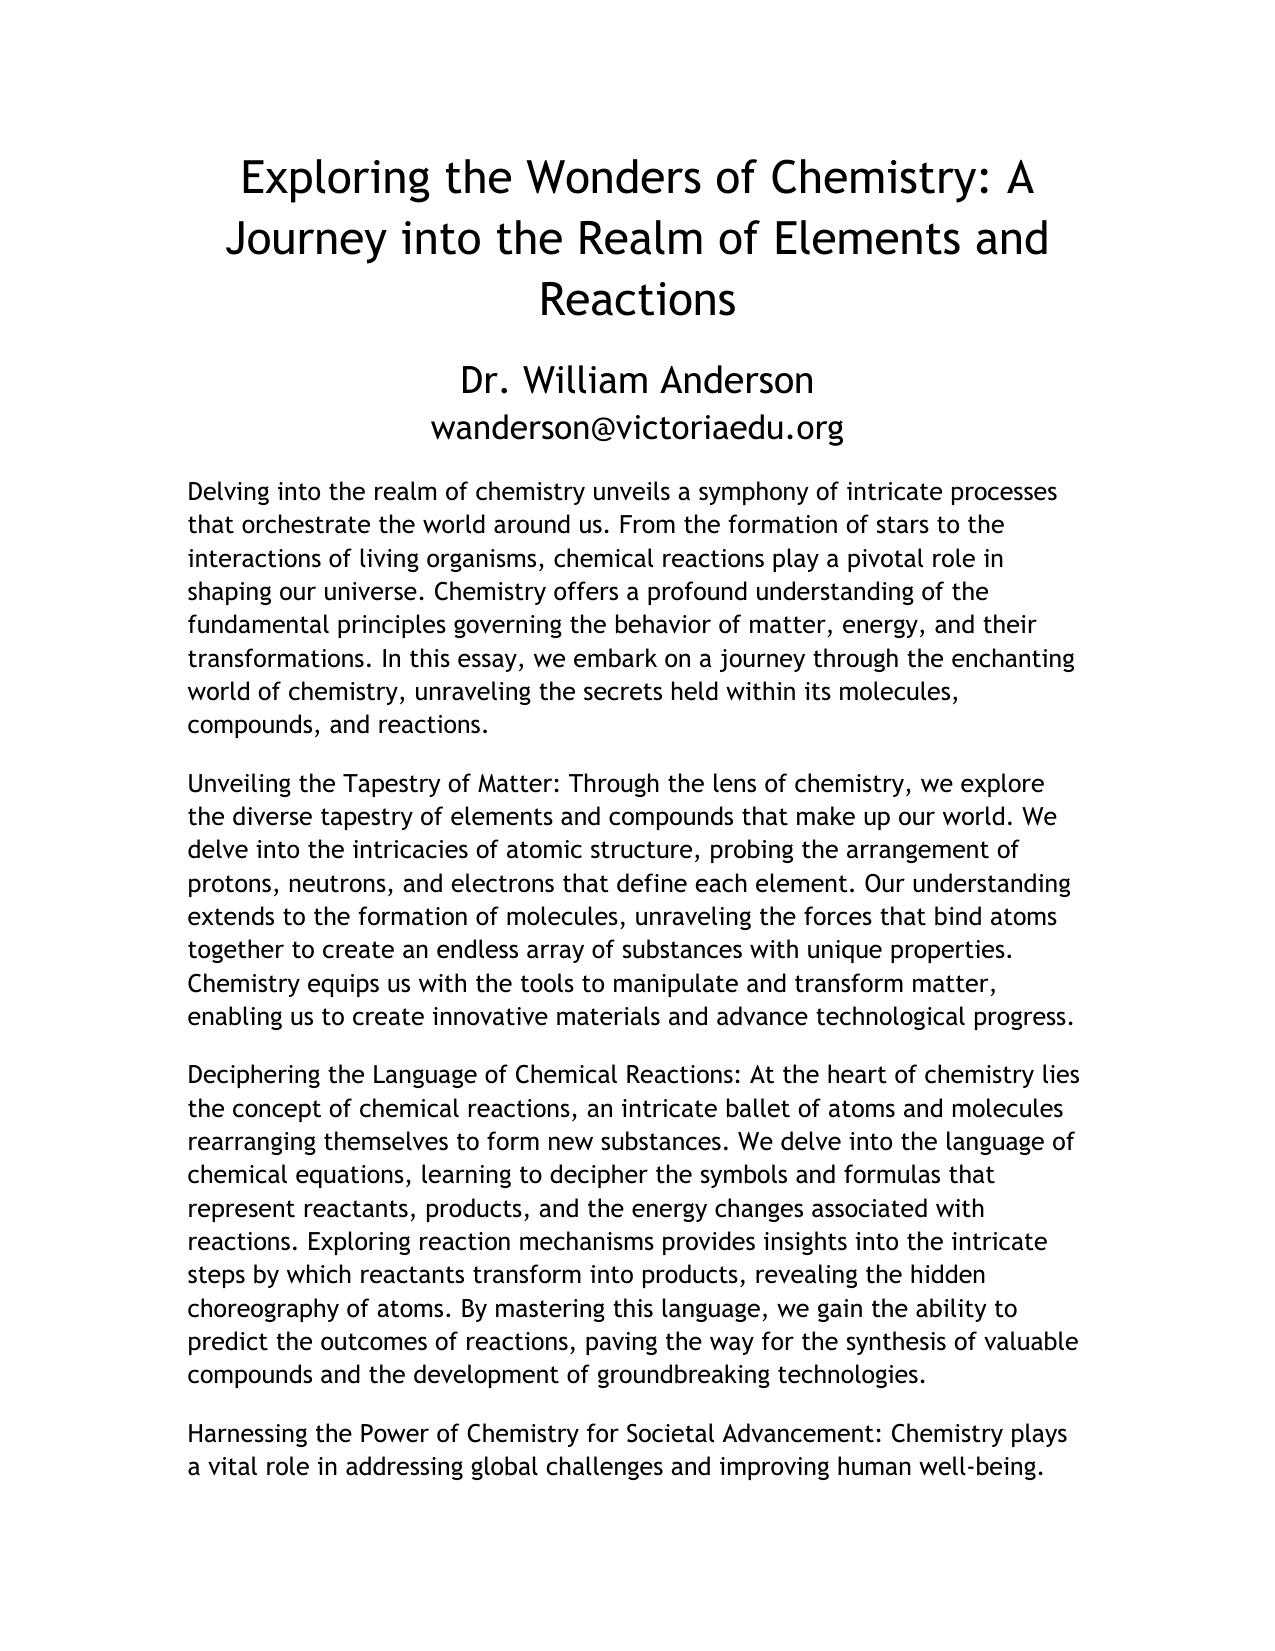 Exploring the Wonders of Chemistry: A
Journey into the Realm of Elements and
Reactions
Dr. William Anderson
wanderson@victoriaedu.org
Delving into the realm of chemistry unveils a symphony of intricate processes
that orchestrate the world around us. From the formation of stars to the
interactions of living organisms, chemical reactions play a pivotal role in
shaping our universe. Chemistry offers a profound understanding of the
fundamental principles governing the behavior of matter, energy, and their
transformations. In this essay, we embark on a journey through the enchanting
world of chemistry, unraveling the secrets held within its molecules,
compounds, and reactions.
Unveiling the Tapestry of Matter: Through the lens of chemistry, we explore
the diverse tapestry of elements and compounds that make up our world. We
delve into the intricacies of atomic structure, probing the arrangement of
protons, neutrons, and electrons that define each element. Our understanding
extends to the formation of molecules, unraveling the forces that bind atoms
together to create an endless array of substances with unique properties.
Chemistry equips us with the tools to manipulate and transform matter,
enabling us to create innovative materials and advance technological progress.
Deciphering the Language of Chemical Reactions: At the heart of chemistry lies
the concept of chemical reactions, an intricate ballet of atoms and molecules
rearranging themselves to form new substances. We delve into the language of
chemical equations, learning to decipher the symbols and formulas that
represent reactants, products, and the energy changes associated with
reactions. Exploring reaction mechanisms provides insights into the intricate
steps by which reactants transform into products, revealing the hidden
choreography of atoms. By mastering this language, we gain the ability to
predict the outcomes of reactions, paving the way for the synthesis of valuable
compounds and the development of groundbreaking technologies.
Harnessing the Power of Chemistry for Societal Advancement: Chemistry plays
a vital role in addressing global challenges and improving human well-being.